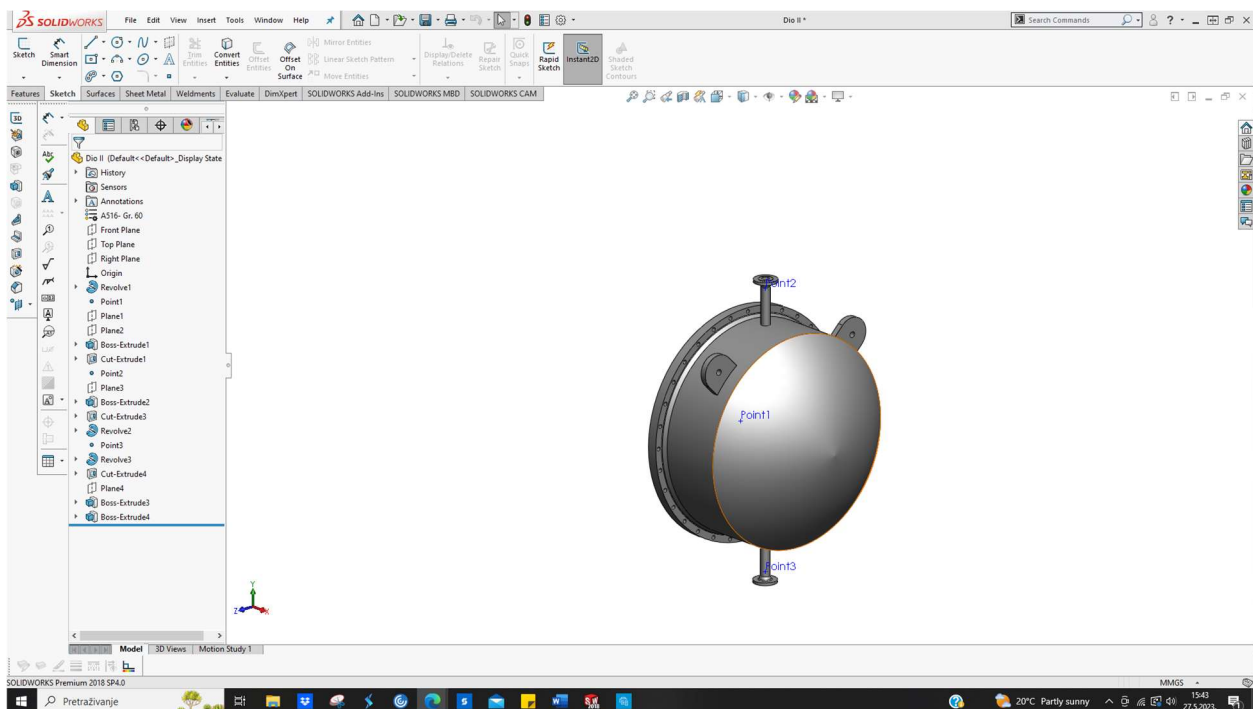 SOLIDWORKS File Edit View Insert Tools Window Help Dio II * Search Commands
Sketch Smart Dimension Trim Entities Convert Entities Offset Entities Offset On Surface Mirror Entities Linear Sketch Pattern Move Entities Display/Delete Relations Repair Sketch Quick Snaps Rapid Sketch Instant2D Shaded Sketch Contours
Features Sketch Surfaces Sheet Metal Weldments Evaluate DimXpert SOLIDWORKS Add-Ins SOLIDWORKS MBD SOLIDWORKS CAM
Dio II (Default<<Default>_Display State
History
Sensors
Annotations
A516- Gr. 60
Front Plane
Top Plane
Right Plane
Origin
Revolve1
Point1
Plane1
Plane2
Boss-Extrude1
Cut-Extrude1
Point2
Plane3
Boss-Extrude2
Cut-Extrude3
Revolve2
Point3
Revolve3
Cut-Extrude4
Plane4
Boss-Extrude3
Boss-Extrude4
Point2
Point1
Point3
Y
Z X
Model 3D Views Motion Study 1
SOLIDWORKS Premium 2018 SP4.0 MMGS
Pretraživanje 20°C Partly sunny 15:43
27.5.2023.